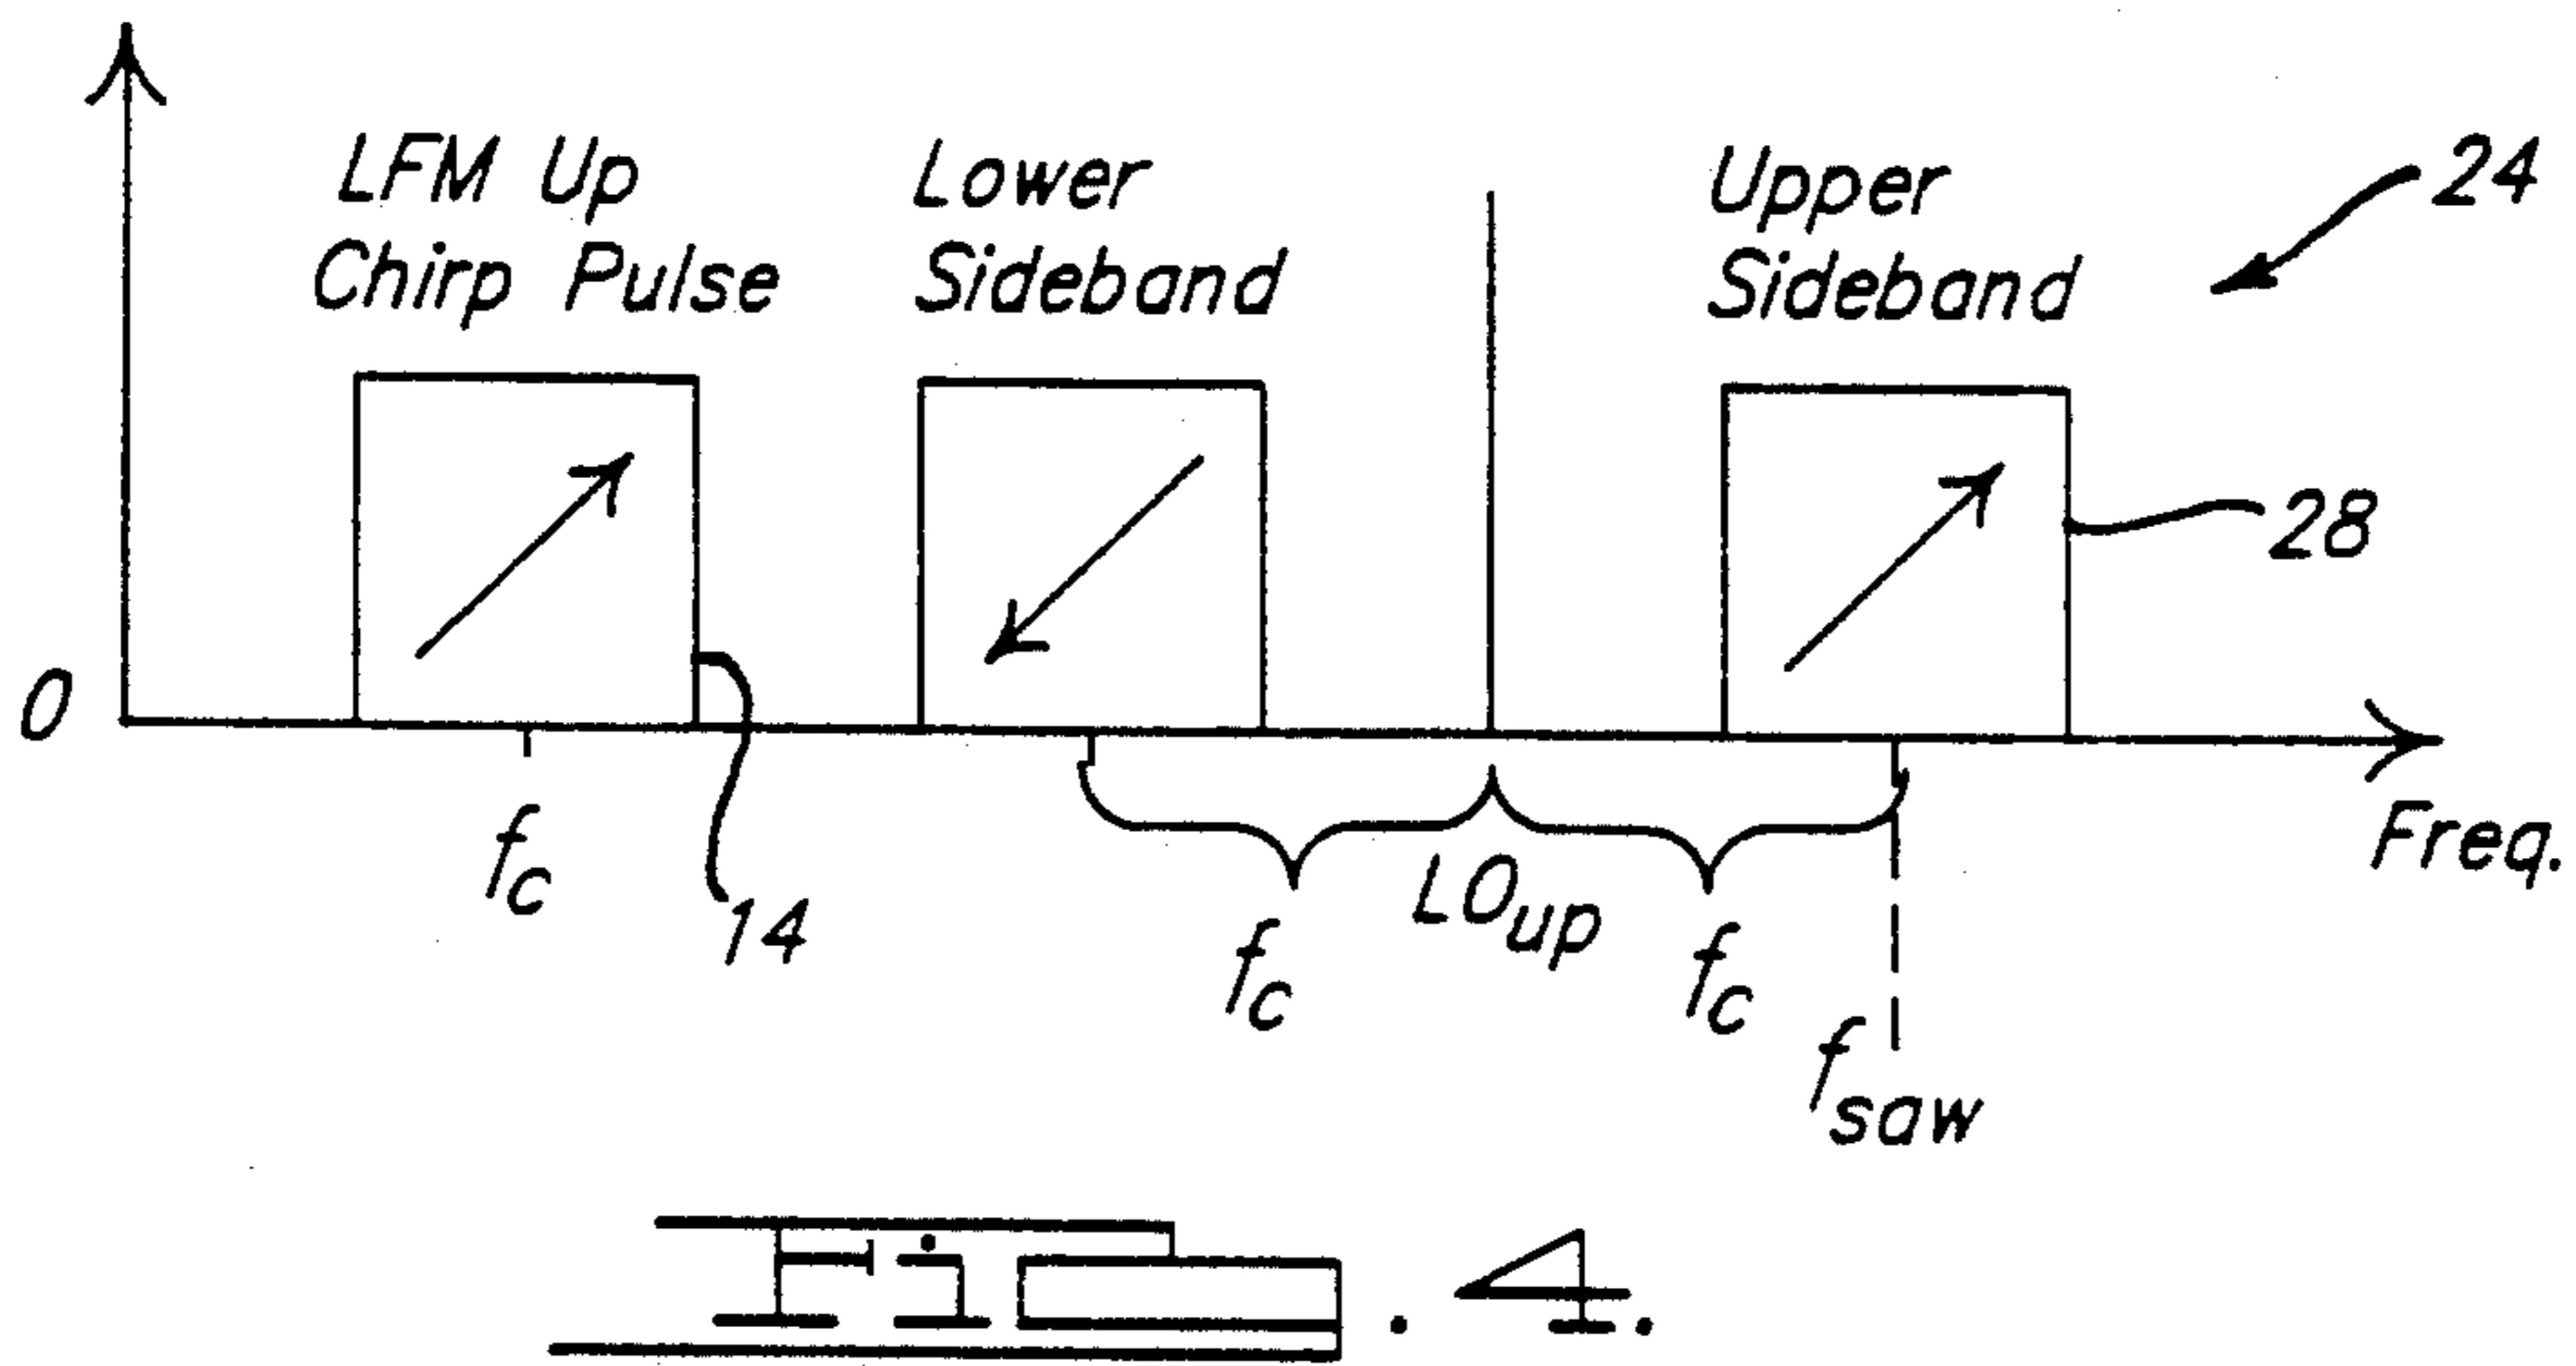 LFM Up
Chirp Pulse
Lower
Sideband
Upper
Sideband
24
28
0
fc
14
fc
LOup
fc
fsaw
Freq.
Fig. 4.